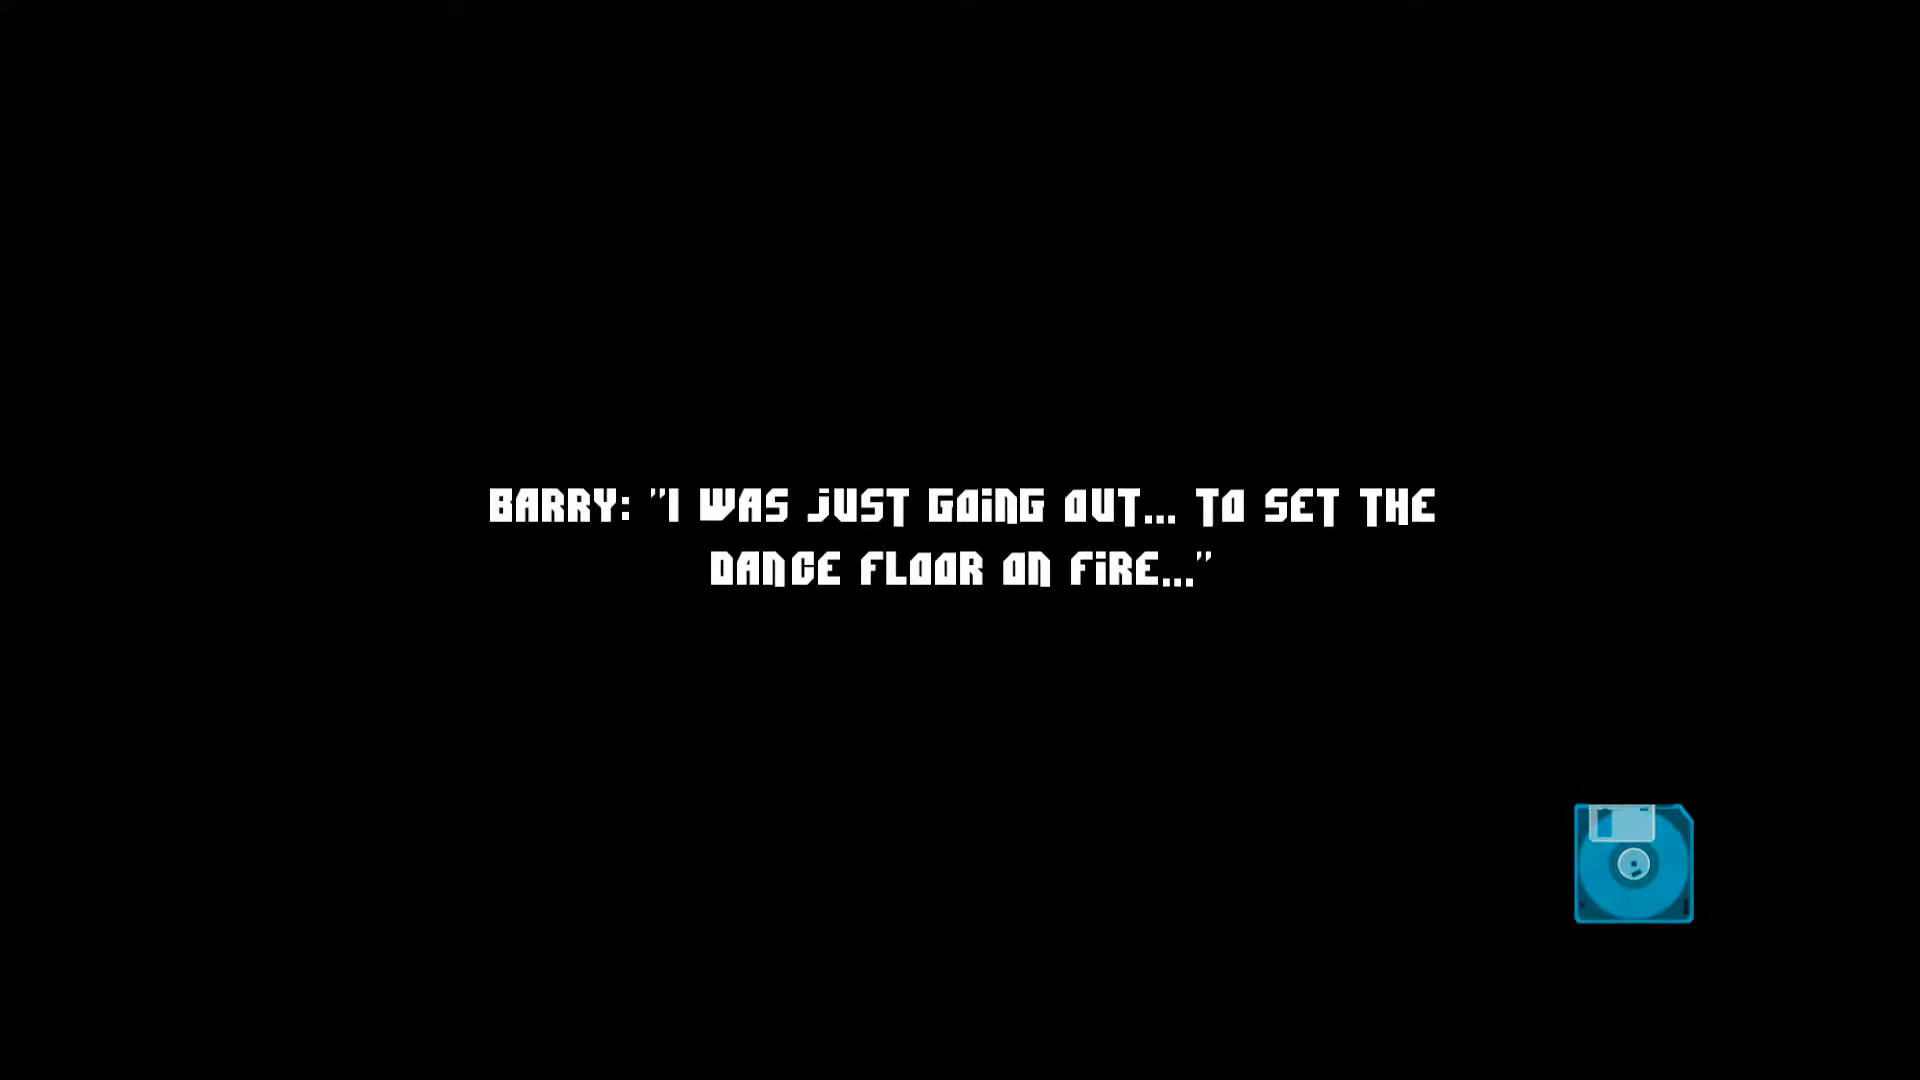 BARRY: "I WAS JUST GOING OUT... TO SET THE
DANCE FLOOR ON FIRE..."